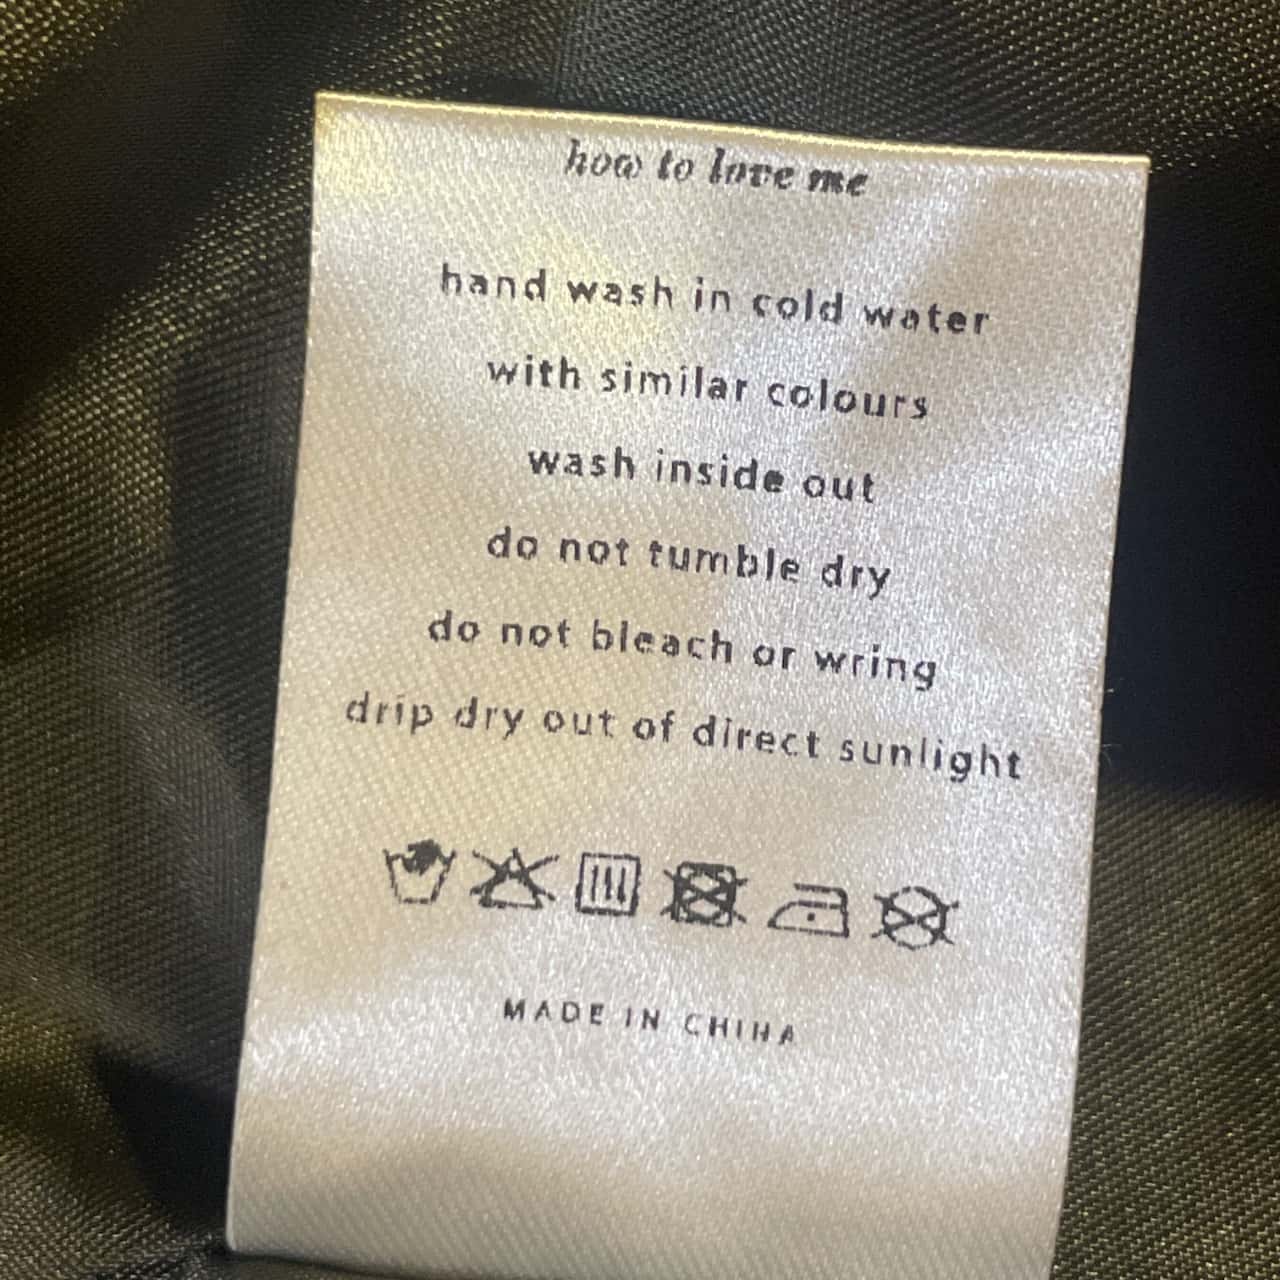 how to love me
hand wash in cold water
with similar colours
wash inside out
do not tumble dry
do not bleach or wring
drip dry out of direct sunlight
MADE IN CHINA